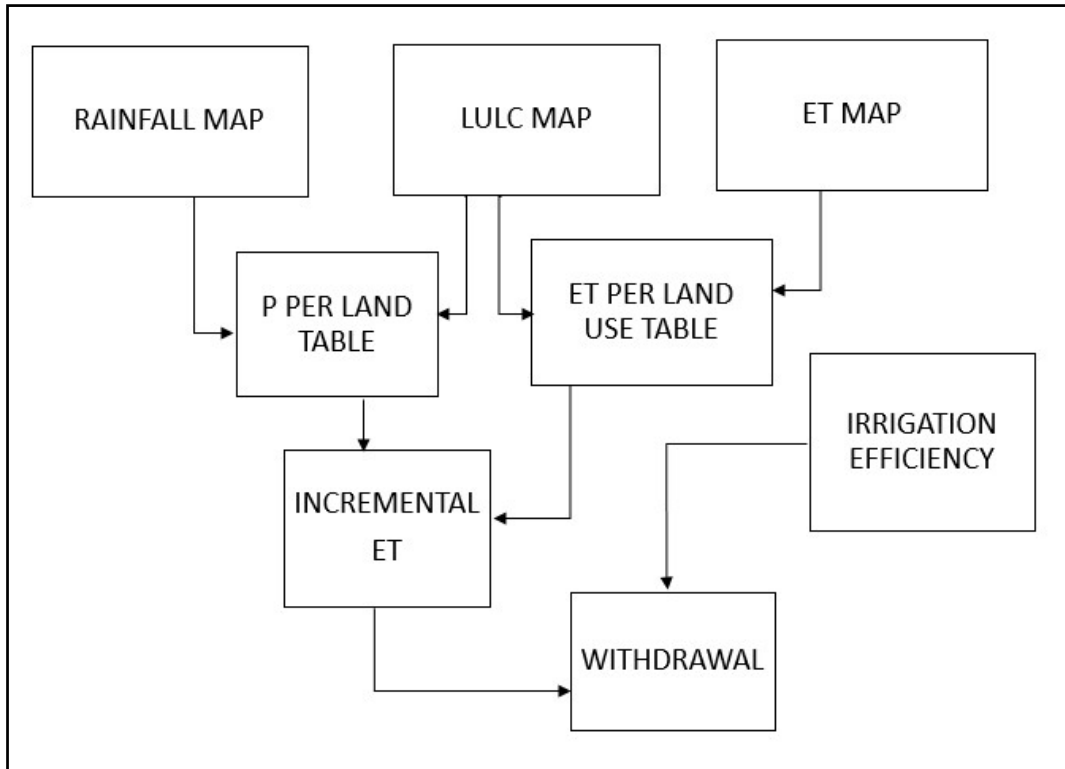 RAINFALL MAP
LULC MAP
ET MAP
P PER LAND
TABLE
ET PER LAND
USE TABLE
IRRIGATION
EFFICIENCY
INCREMENTAL
ET
WITHDRAWAL